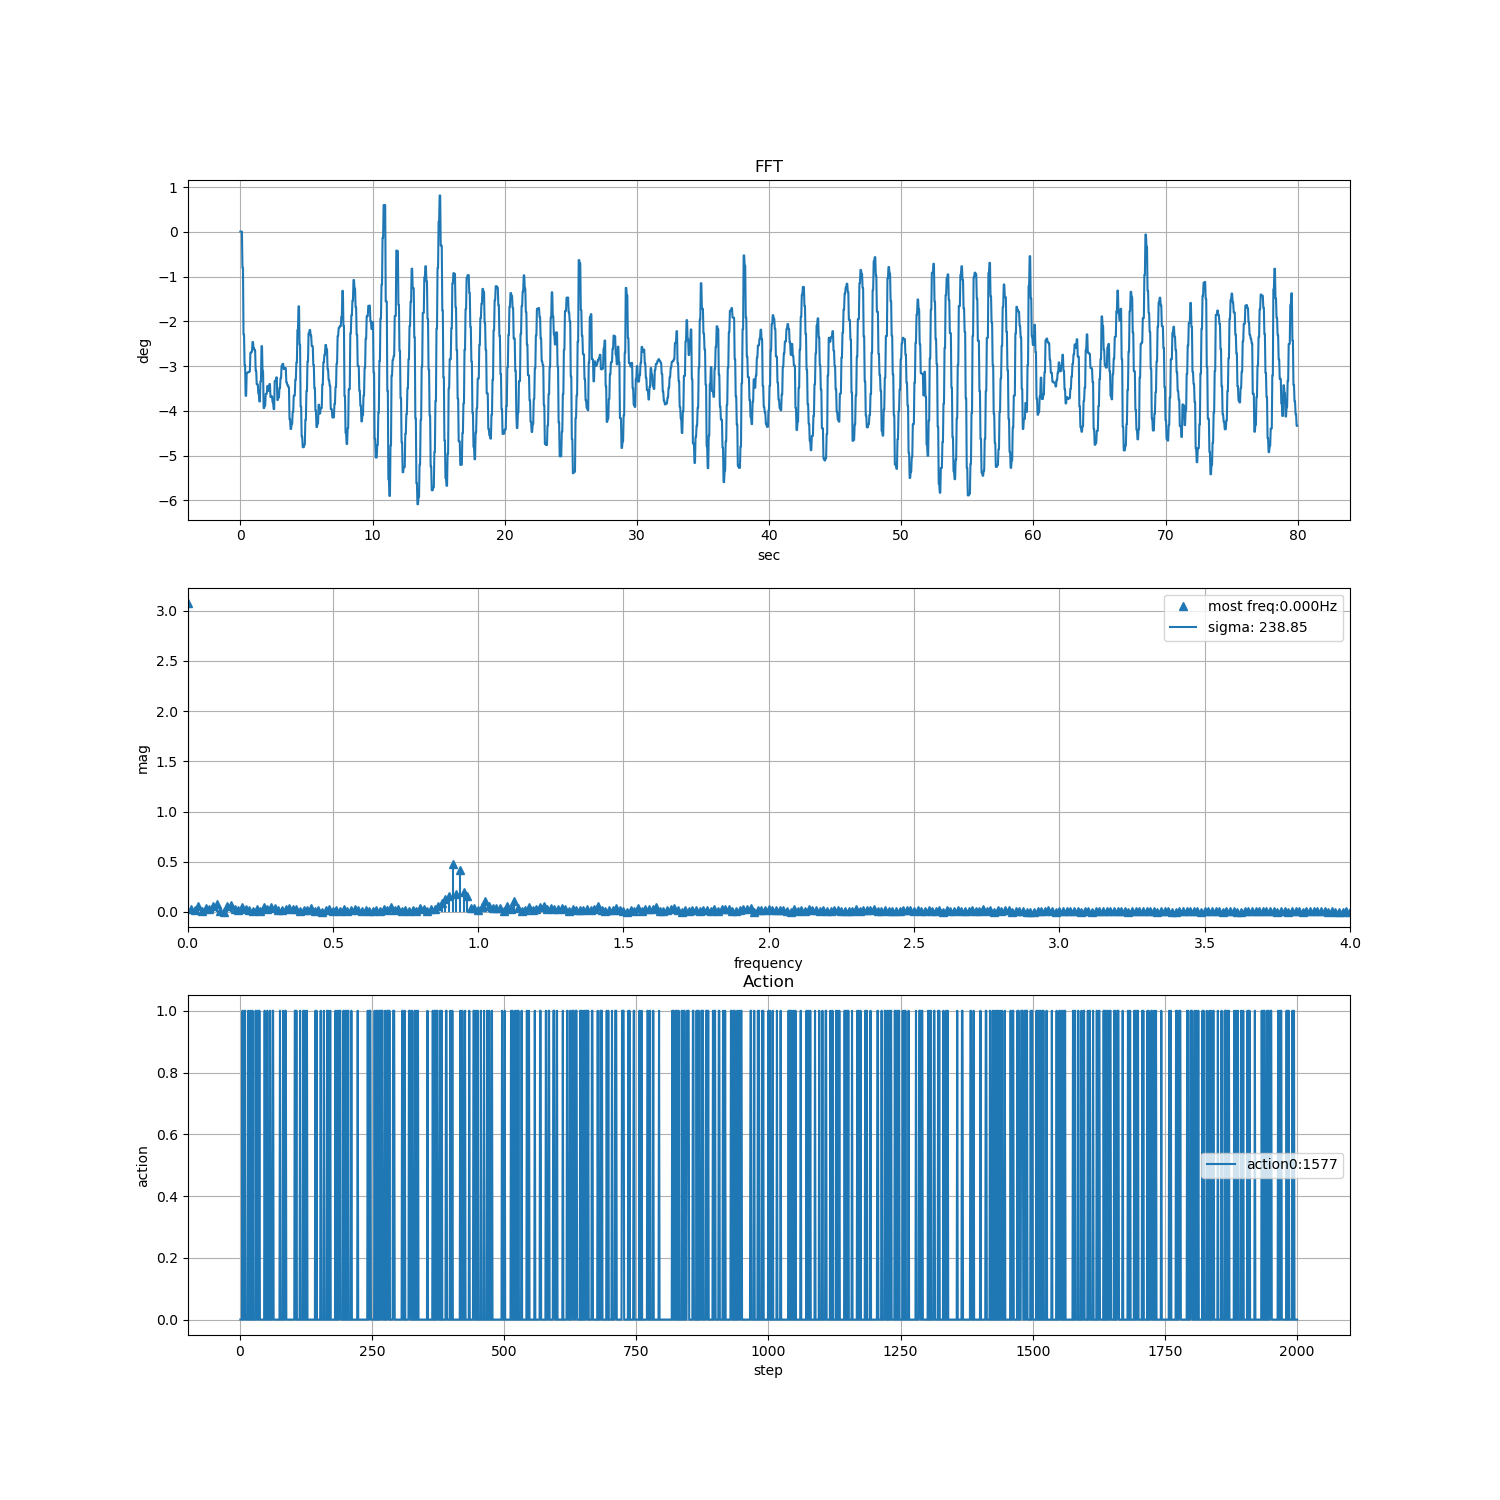 FFT
1
0
−1
−2
−3
−4
−5
−6
deg
0 10 20 30 40 50 60 70 80
sec
3.0
2.5
2.0
1.5
1.0
0.5
0.0
mag
most freq:0.000Hz
sigma: 238.85
0.0 0.5 1.0 1.5 2.0 2.5 3.0 3.5 4.0
frequency
Action
1.0
0.8
0.6
0.4
0.2
0.0
action
action0:1577
0 250 500 750 1000 1250 1500 1750 2000
step